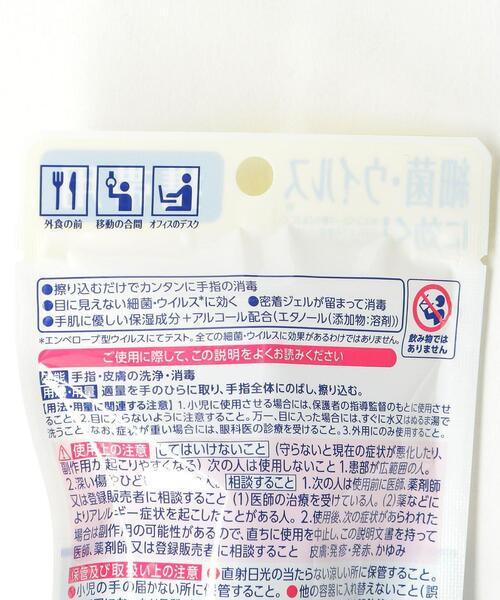 細菌・ウイルス
に効く
外食の前 移動の合間 オフィスのデスク
●擦り込むだけでカンタンに手指の消毒
●目に見えない細菌・ウイルス*に効く ●密着ジェルが留まって消毒
●手肌に優しい保湿成分+アルコール配合(エタノール(添加物:溶剤))
*エンベロープ型ウイルスにてテスト。全ての細菌・ウイルスに効果があるわけではありません。
飲み物では
ありません
ご使用に際して、この説明をよくお読みください
効能 手指・皮膚の洗浄・消毒
用法・用量 適量を手のひらに取り、手指全体にのばし、擦り込む。
【用法・用量に関連する注意】1.小児に使用させる場合には、保護者の指導監督のもとに使用させ
ること、2.目に入らないように注意すること。万一、目に入った場合には、すぐに水又はぬるま湯で
洗うこと。なお、症状が重い場合には、眼科医の診療を受けること。3.外用にのみ使用すること。
使用上の注意 してはいけないこと (守らないと現在の症状が悪化したり、
副作用が起こりやすくなる)次の人は使用しないこと 1.患部が広範囲の人。
2.深い傷やひど 人。 相談すること 1.次の人は使用前に医師、薬剤師
又は登録販売者に相談すること (1)医師の治療を受けている人。(2)薬などに
よりアレルギー症状を起こしたことがある人。 2.使用後、次の症状があらわれた
場合は副作用の可能性があるので、直ちに使用を中止し、この説明文書を持って
医師、薬剤師又は登録販売者に相談すること 皮膚:発疹・発赤、かゆみ
保管及び取扱い上の注意 ●直射日光の当たらない涼しい所に保管すること。
●小児の手の届かない所に保管すること。 ●他の容器に入れ替えないこと(誤